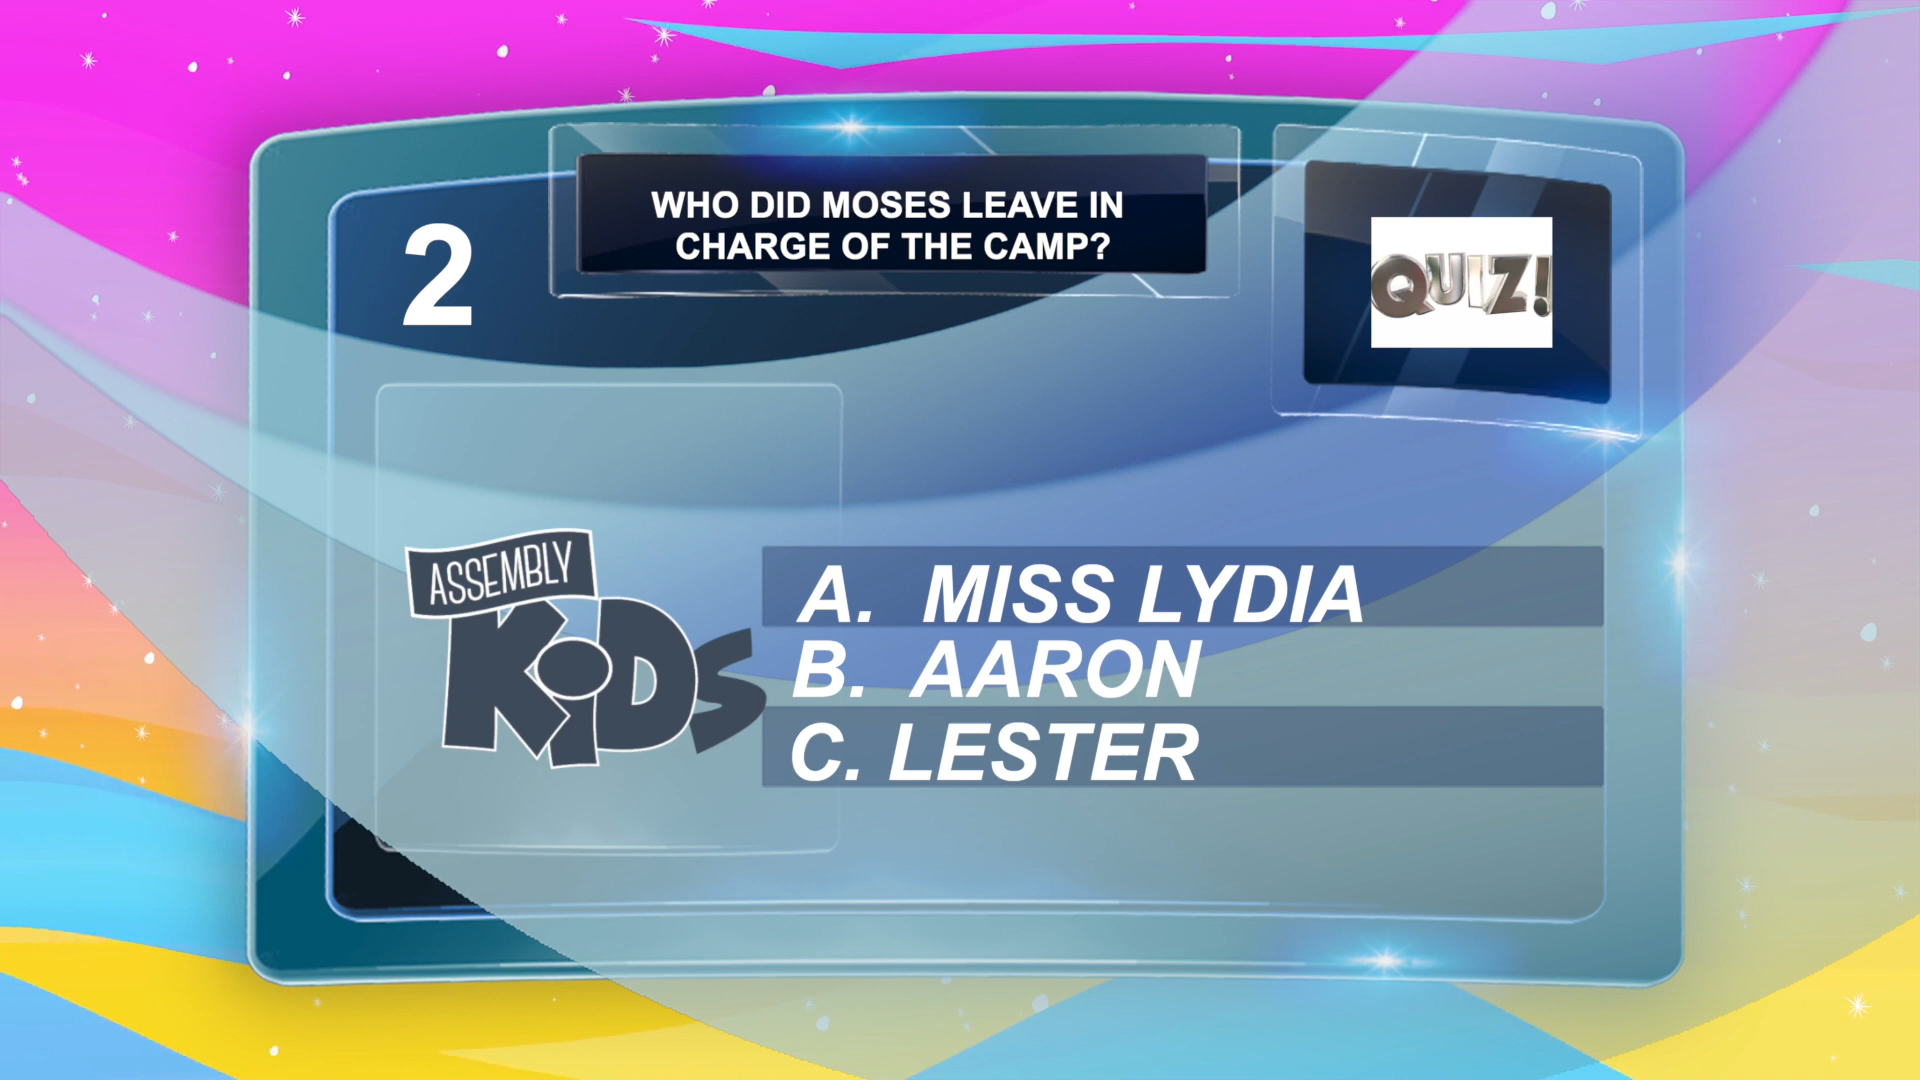 2
WHO DID MOSES LEAVE IN
CHARGE OF THE CAMP?
QUIZ!
ASSEMBLY
KiDS
A. MISS LYDIA
B. AARON
C. LESTER